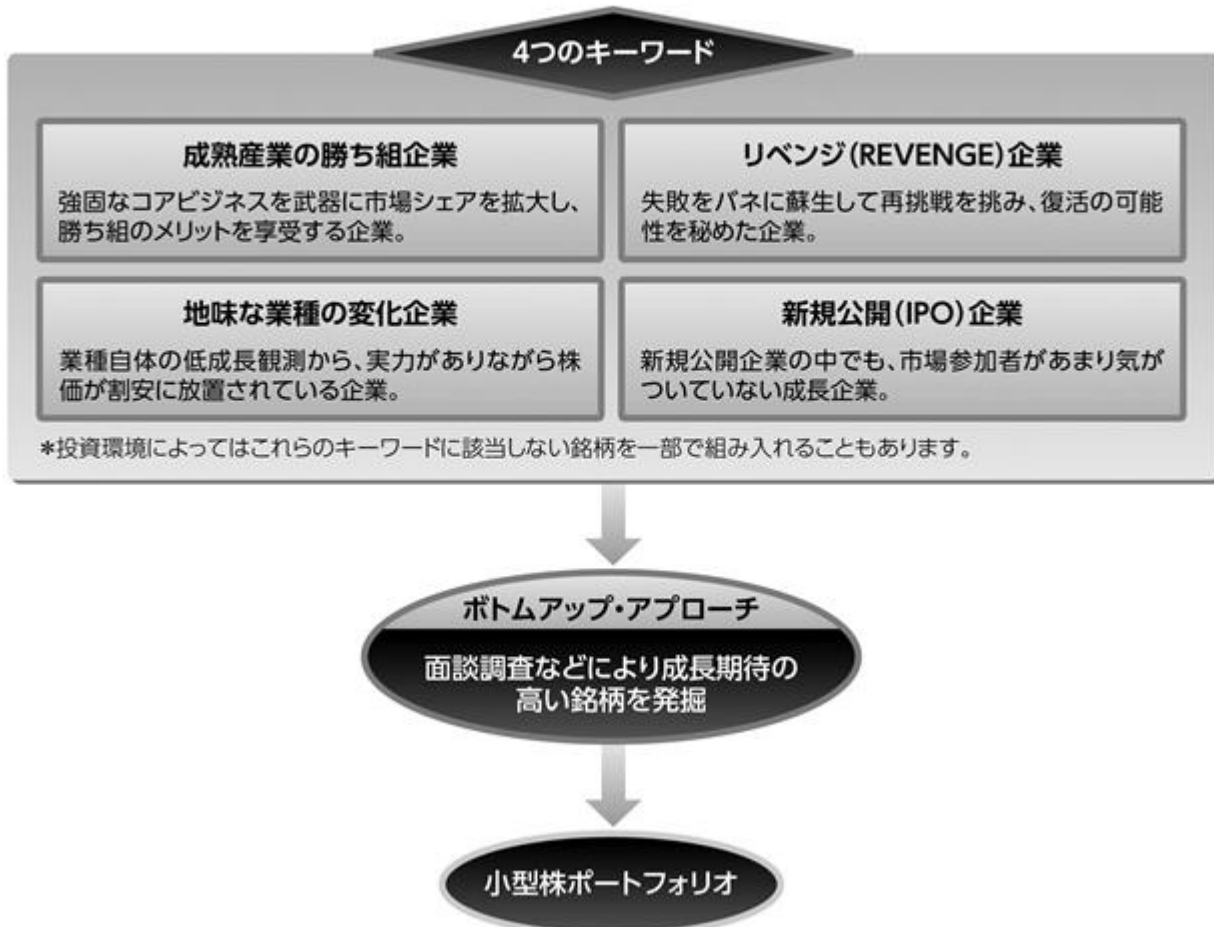 4つのキーワード
成熟産業の勝ち組企業
強固なコアビジネスを武器に市場シェアを拡大し、
勝ち組のメリットを享受する企業。
リベンジ(REVENGE)企業
失敗をバネに蘇生して再挑戦を挑み、復活の可能
性を秘めた企業。
地味な業種の変化企業
業種自体の低成長観測から、実力がありながら株
価が割安に放置されている企業。
新規公開(IPO)企業
新規公開企業の中でも、市場参加者があまり気が
ついていない成長企業。
*投資環境によってはこれらのキーワードに該当しない銘柄を一部で組み入れることもあります。
ボトムアップ・アプローチ
面談調査などにより成長期待の
高い銘柄を発掘
小型株ポートフォリオ